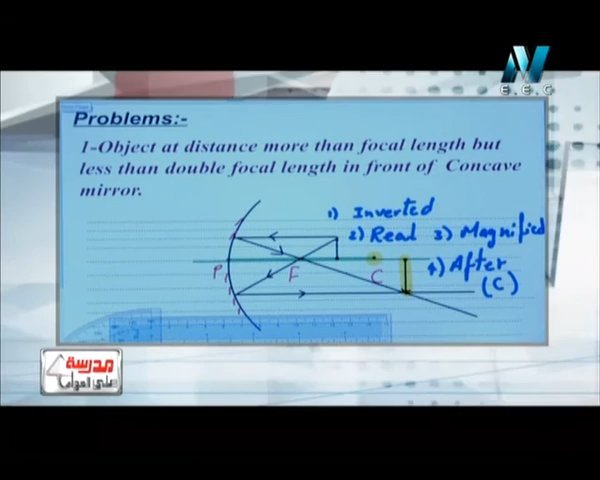 E.E.C
Problems:-
1-Object at distance more than focal length but
less than double focal length in front of Concave
mirror.
1) Inverted
2) Real 3) Magnified
4) After
(C)
P
F
C
مدرسة
على الهواء